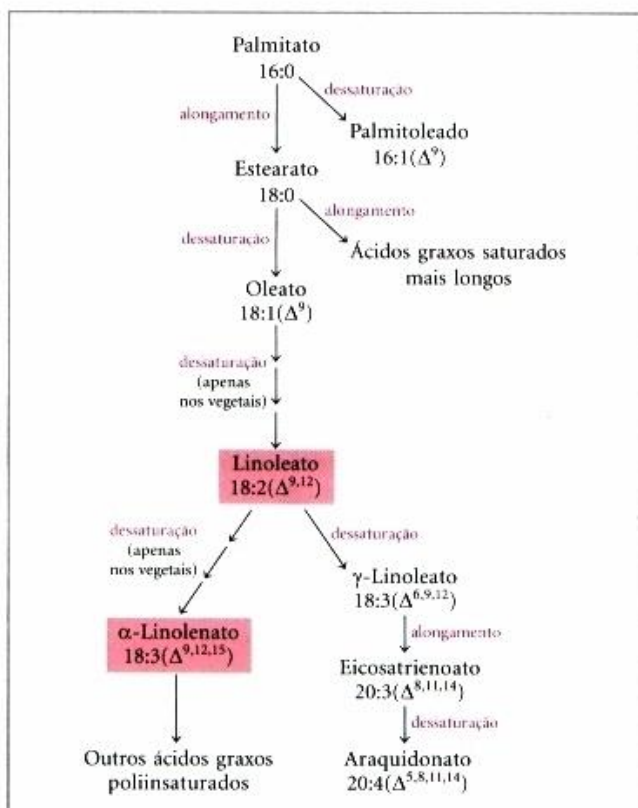 Palmitato
16:0
dessaturação
alongamento
Palmitoleado
16:1(Δ⁹)
Estearato
18:0
alongamento
dessaturação
Ácidos graxos saturados
mais longos
Oleato
18:1(Δ⁹)
dessaturação
(apenas
nos vegetais)
Linoleato
18:2(Δ⁹,¹²)
dessaturação
(apenas
nos vegetais)
dessaturação
γ-Linoleato
18:3(Δ⁶,⁹,¹²)
alongamento
α-Linolenato
18:3(Δ⁹,¹²,¹⁵)
Eicosatrienoato
20:3(Δ⁸,¹¹,¹⁴)
dessaturação
Outros ácidos graxos
poliinsaturados
Araquidonato
20:4(Δ⁵,⁸,¹¹,¹⁴)